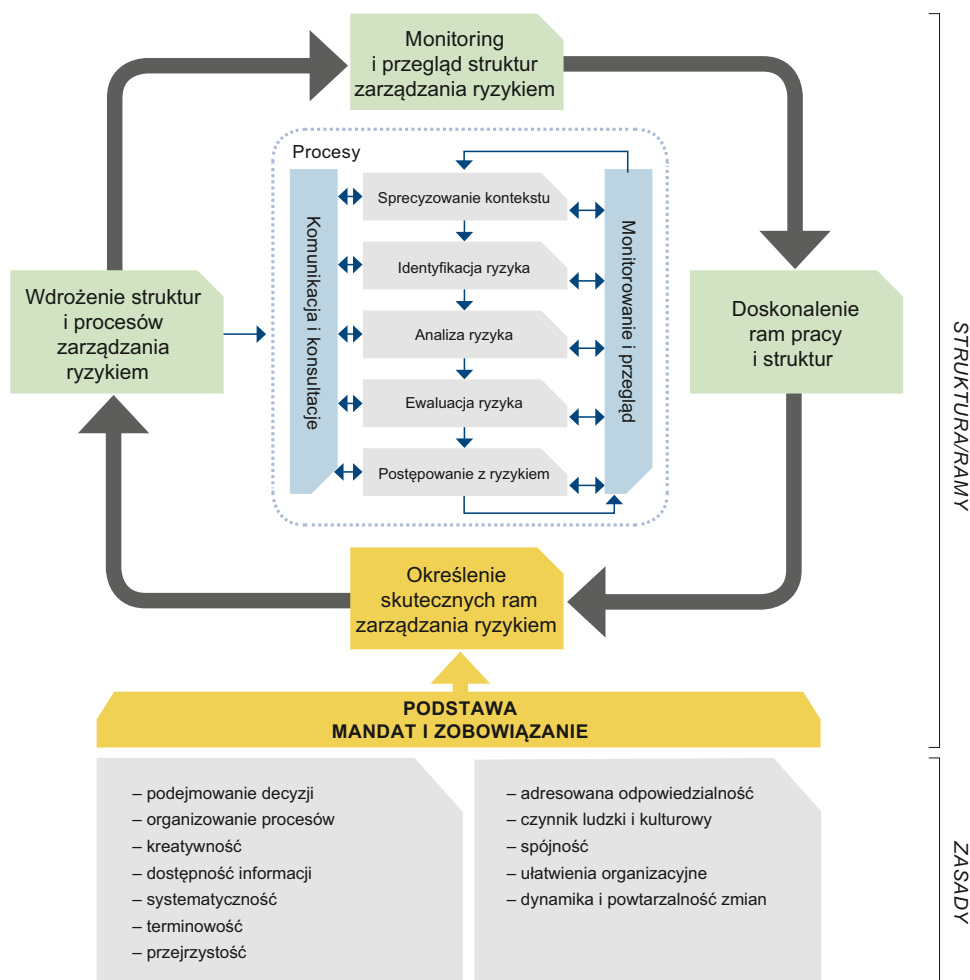 Monitoring
i przegląd struktur
zarządzania ryzykiem
Procesy
Komunikacja i konsultacje
Sprecyzowanie kontekstu
Identyfikacja ryzyka
Analiza ryzyka
Ewaluacja ryzyka
Postępowanie z ryzykiem
Monitorowanie i przegląd
Wdrożenie struktur
i procesów
zarządzania
ryzykiem
Doskonalenie
ram pracy
i struktur
Określenie
skutecznych ram
zarządzania ryzykiem
STRUKTURA/RAMY
PODSTAWA
MANDAT I ZOBOWIĄZANIE
– podejmowanie decyzji
– organizowanie procesów
– kreatywność
– dostępność informacji
– systematyczność
– terminowość
– przejrzystość
– adresowana odpowiedzialność
– czynnik ludzki i kulturowy
– spójność
– ułatwienia organizacyjne
– dynamika i powtarzalność zmian
ZASADY